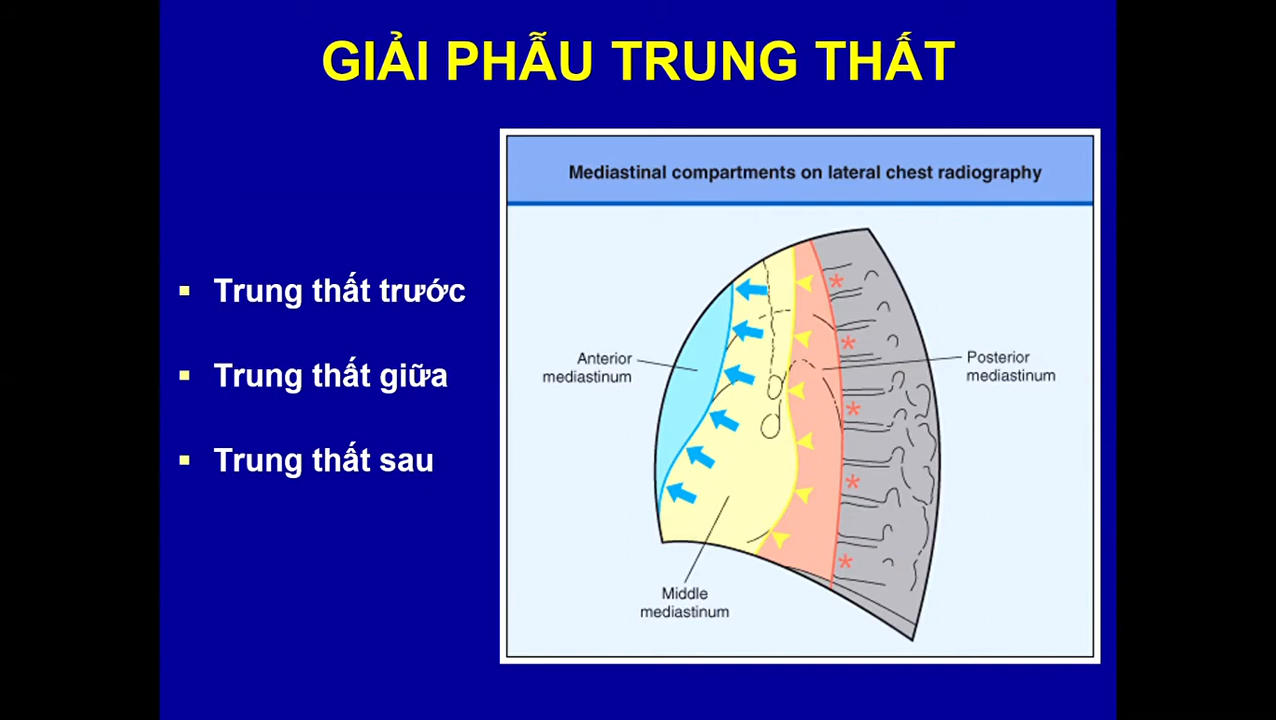 GIẢI PHẪU TRUNG THẤT
Mediastinal compartments on lateral chest radiography
▪ Trung thất trước
▪ Trung thất giữa
▪ Trung thất sau
Anterior
mediastinum
Posterior
mediastinum
Middle
mediastinum